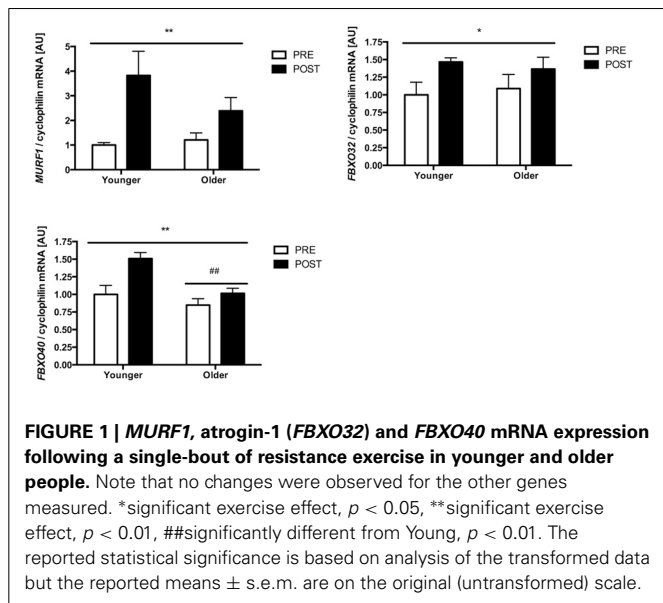 MURF1 / cyclophilin mRNA [AU]
5
4
3
2
1
0
**
Younger
Older
PRE
POST
FBXO32 / cyclophilin mRNA [AU]
1.75
1.50
1.25
1.00
0.75
0.50
0.25
0.00
*
Younger
Older
PRE
POST
FBXO40 / cyclophilin mRNA [AU]
1.75
1.50
1.25
1.00
0.75
0.50
0.25
0.00
**
##
Younger
Older
PRE
POST
FIGURE 1 | MURF1, atrogin-1 (FBXO32) and FBXO40 mRNA expression
following a single-bout of resistance exercise in younger and older
people. Note that no changes were observed for the other genes
measured. *significant exercise effect, p < 0.05, **significant exercise
effect, p < 0.01, ##significantly different from Young, p < 0.01. The
reported statistical significance is based on analysis of the transformed data
but the reported means ± s.e.m. are on the original (untransformed) scale.